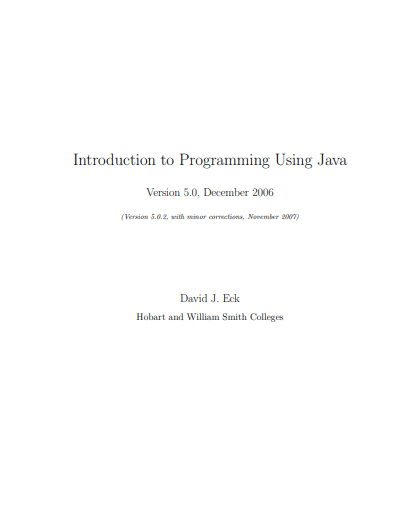 Introduction to Programming Using Java
Version 5.0, December 2006
(Version 5.0.2, with minor corrections, November 2007)
David J. Eck
Hobart and William Smith Colleges